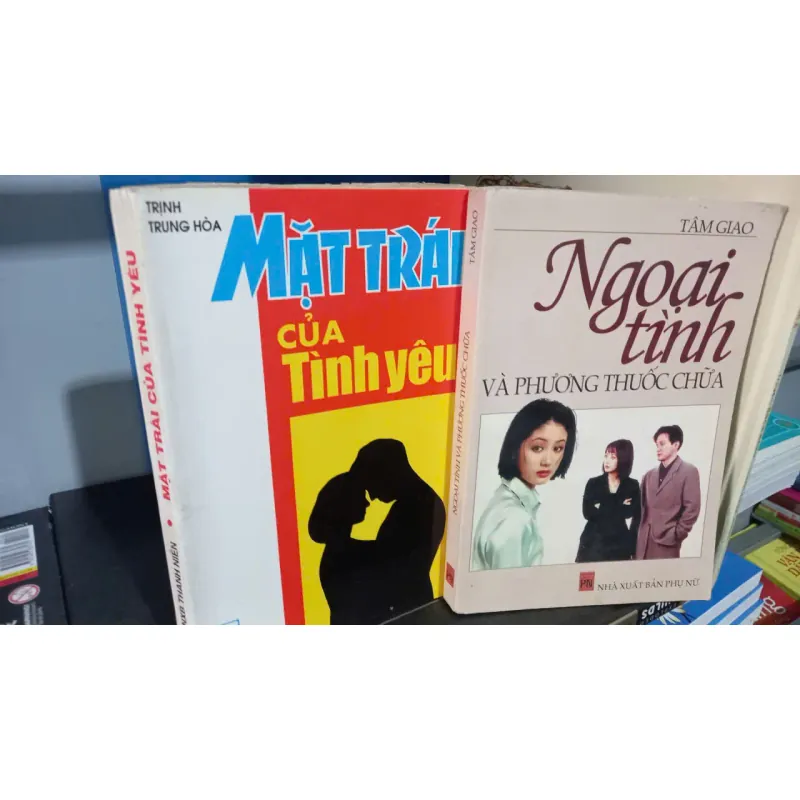 TRỊNH
TRUNG HÒA
MẶT TRÁI
CỦA
Tình yêu
MẶT TRÁI CỦA TÌNH YÊU
NXB THANH NIÊN
TÂM GIAO
NGOẠI TÌNH VÀ PHƯƠNG THUỐC CHỮA
TÂM GIAO
Ngoại
tình
VÀ PHƯƠNG THUỐC CHỮA
PN
NHÀ XUẤT BẢN PHỤ NỮ